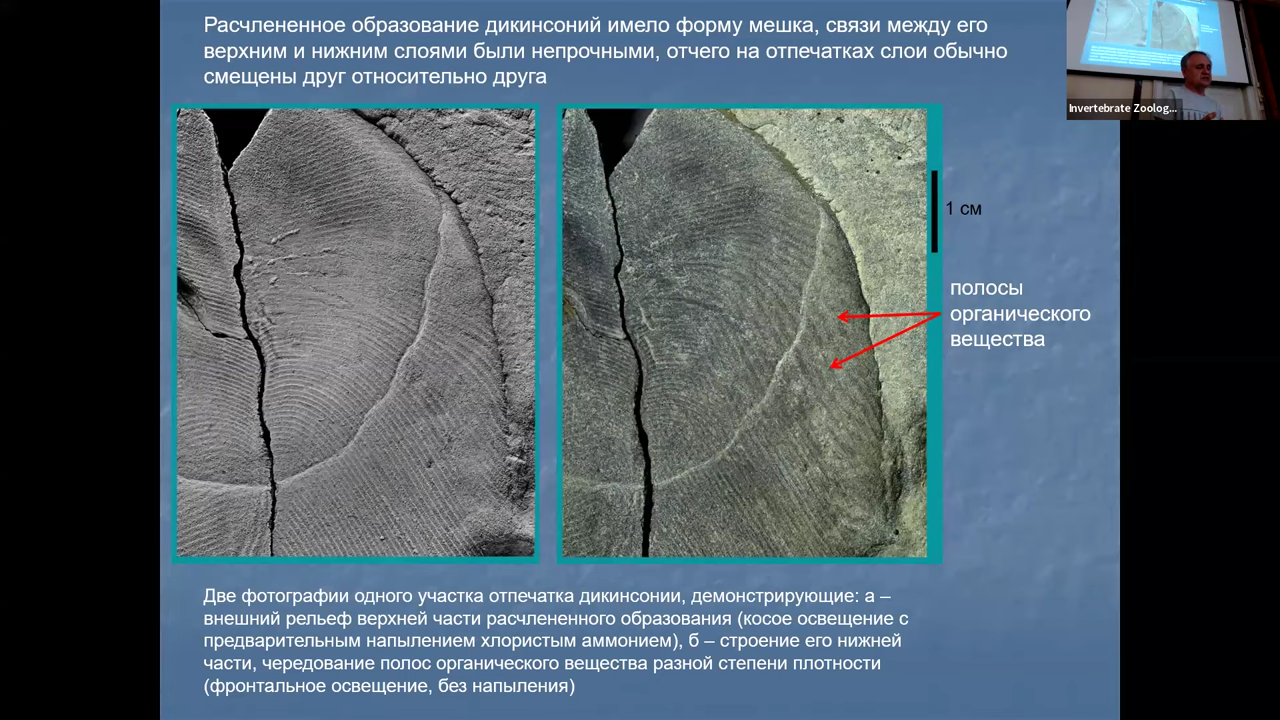 Расчлененное образование дикинсоний имело форму мешка, связи между его
верхним и нижним слоями были непрочными, отчего на отпечатках слои обычно
смещены друг относительно друга
Invertebrate Zoolog...
1 см
полосы
органического
вещества
Две фотографии одного участка отпечатка дикинсонии, демонстрирующие: а –
внешний рельеф верхней части расчлененного образования (косое освещение с
предварительным напылением хлористым аммонием), б – строение его нижней
части, чередование полос органического вещества разной степени плотности
(фронтальное освещение, без напыления)